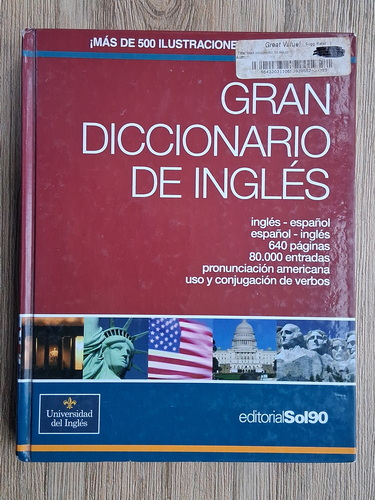 ¡MÁS DE 500 ILUSTRACIONE
Great Value!
GRAN
DICCIONARIO
DE INGLÉS
inglés - español
español - inglés
640 páginas
80.000 entradas
pronunciación americana
uso y conjugación de verbos
Universidad
del Inglés
editorialSol90